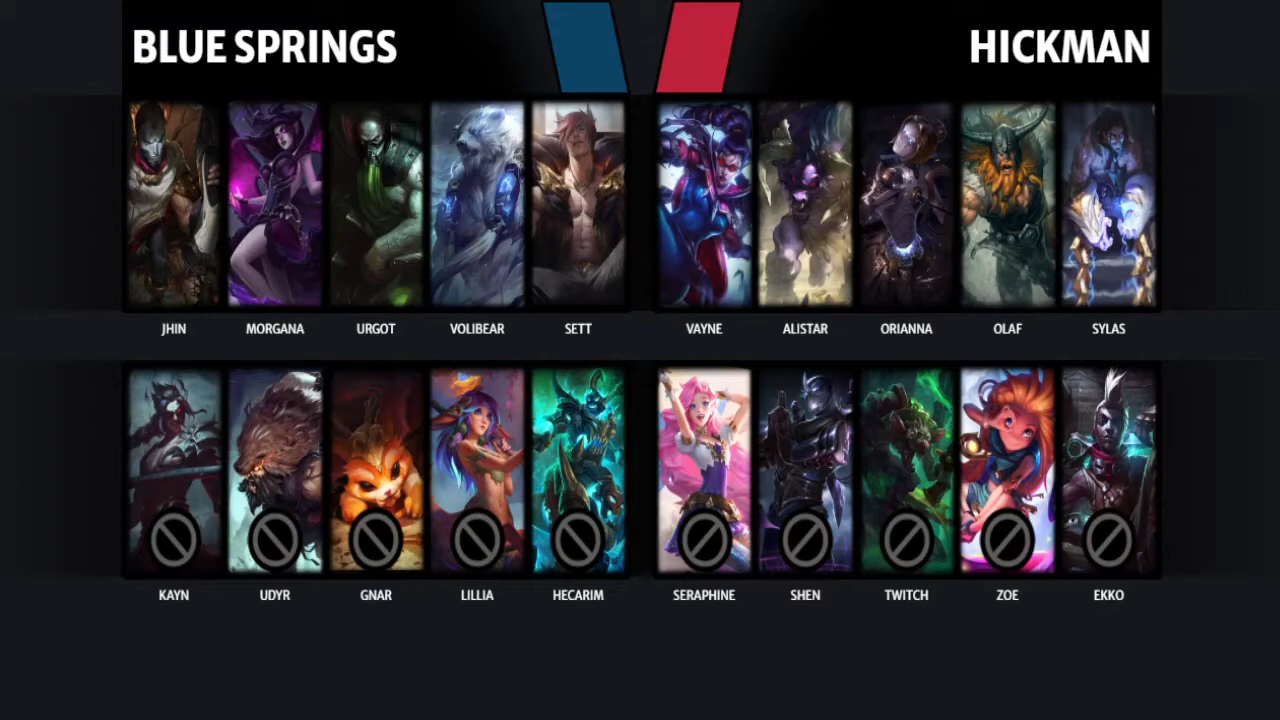 BLUE SPRINGS
HICKMAN
JHIN MORGANA URGOT VOLIBEAR SETT VAYNE ALISTAR ORIANNA OLAF SYLAS
KAYN UDYR GNAR LILLIA HECARIM SERAPHINE SHEN TWITCH ZOE EKKO